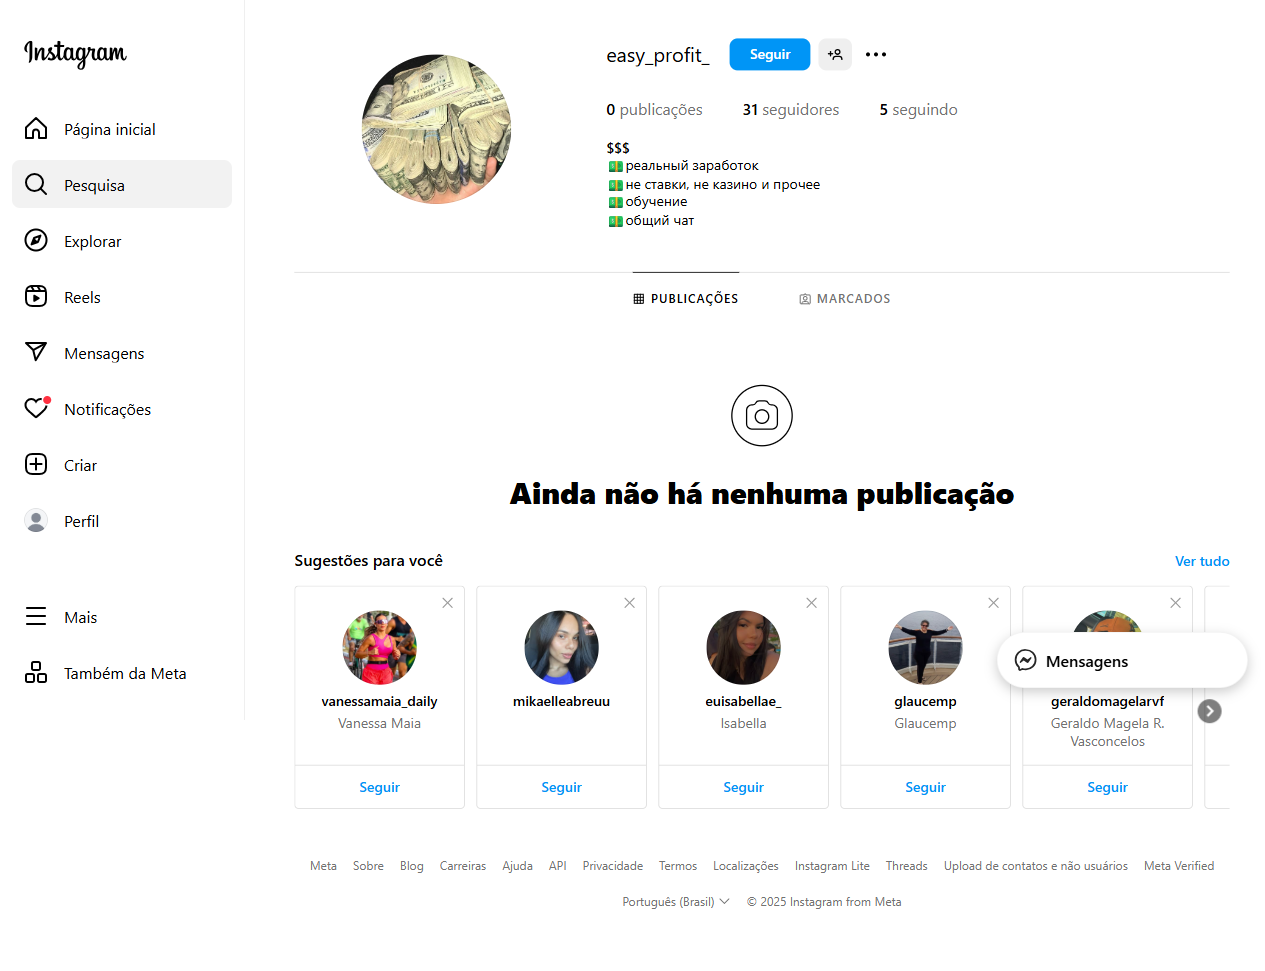 Instagram
Página inicial
Pesquisa
Explorar
Reels
Mensagens
Notificações
Criar
Perfil
Mais
Também da Meta
easy_profit_
Seguir
0 publicações 31 seguidores 5 seguindo
$$$
💵реальный заработок
💵не ставки, не казино и прочее
💵обучение
💵общий чат
PUBLICAÇÕES MARCADOS
Ainda não há nenhuma publicação
Sugestões para você Ver tudo
vanessamaia_daily
Vanessa Maia
Seguir
mikaelleabreuu
Seguir
euisabellae_
Isabella
Seguir
glaucemp
Glaucemp
Seguir
geraldomagelarvf
Geraldo Magela R.
Vasconcelos
Seguir
Mensagens
Meta Sobre Blog Carreiras Ajuda API Privacidade Termos Localizações Instagram Lite Threads Upload de contatos e não usuários Meta Verified
Português (Brasil) © 2025 Instagram from Meta